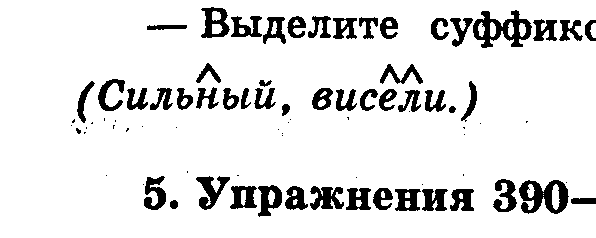 — Выделите суффикс
(Сильный, висели.)
5. Упражнения 390—